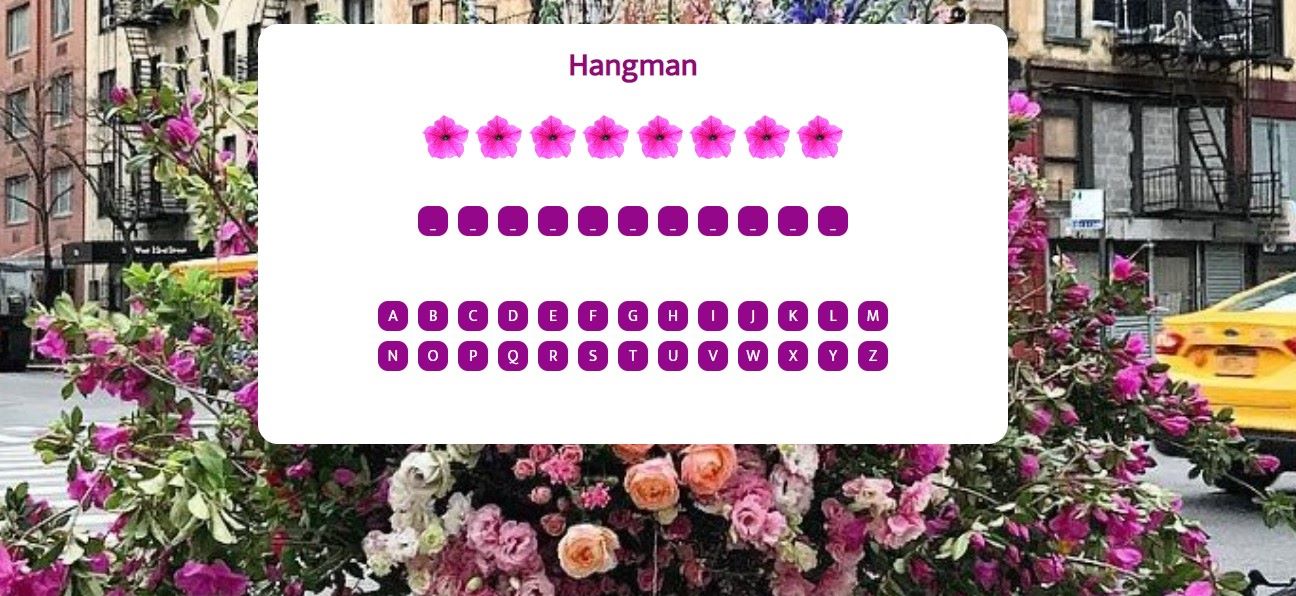 Hangman
_ _ _ _ _ _ _ _ _ _ _
A B C D E F G H I J K L M
N O P Q R S T U V W X Y Z